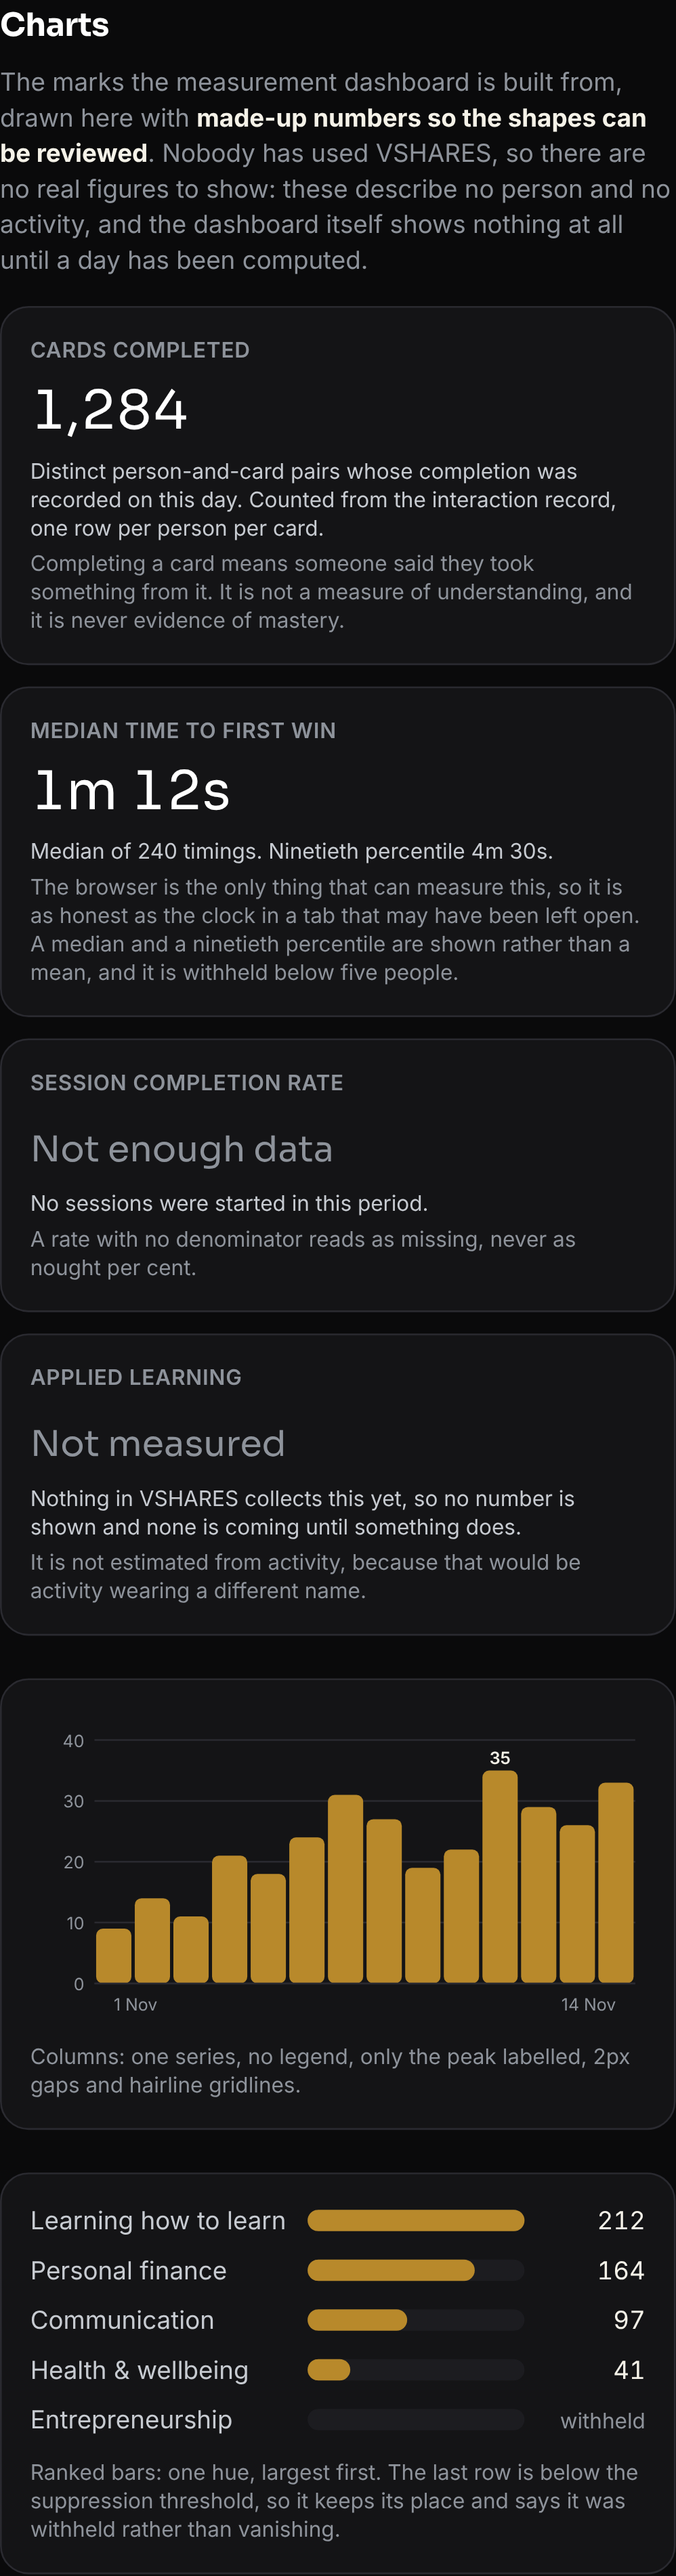 Charts
The marks the measurement dashboard is built from,
drawn here with made-up numbers so the shapes can
be reviewed. Nobody has used VSHARES, so there are
no real figures to show: these describe no person and no
activity, and the dashboard itself shows nothing at all
until a day has been computed.
CARDS COMPLETED
1,284
Distinct person-and-card pairs whose completion was
recorded on this day. Counted from the interaction record,
one row per person per card.
Completing a card means someone said they took
something from it. It is not a measure of understanding, and
it is never evidence of mastery.
MEDIAN TIME TO FIRST WIN
1m 12s
Median of 240 timings. Ninetieth percentile 4m 30s.
The browser is the only thing that can measure this, so it is
as honest as the clock in a tab that may have been left open.
A median and a ninetieth percentile are shown rather than a
mean, and it is withheld below five people.
SESSION COMPLETION RATE
Not enough data
No sessions were started in this period.
A rate with no denominator reads as missing, never as
nought per cent.
APPLIED LEARNING
Not measured
Nothing in VSHARES collects this yet, so no number is
shown and none is coming until something does.
It is not estimated from activity, because that would be
activity wearing a different name.
40
35
30
20
10
0
1 Nov 14 Nov
Columns: one series, no legend, only the peak labelled, 2px
gaps and hairline gridlines.
Learning how to learn 212
Personal finance 164
Communication 97
Health & wellbeing 41
Entrepreneurship withheld
Ranked bars: one hue, largest first. The last row is below the
suppression threshold, so it keeps its place and says it was
withheld rather than vanishing.